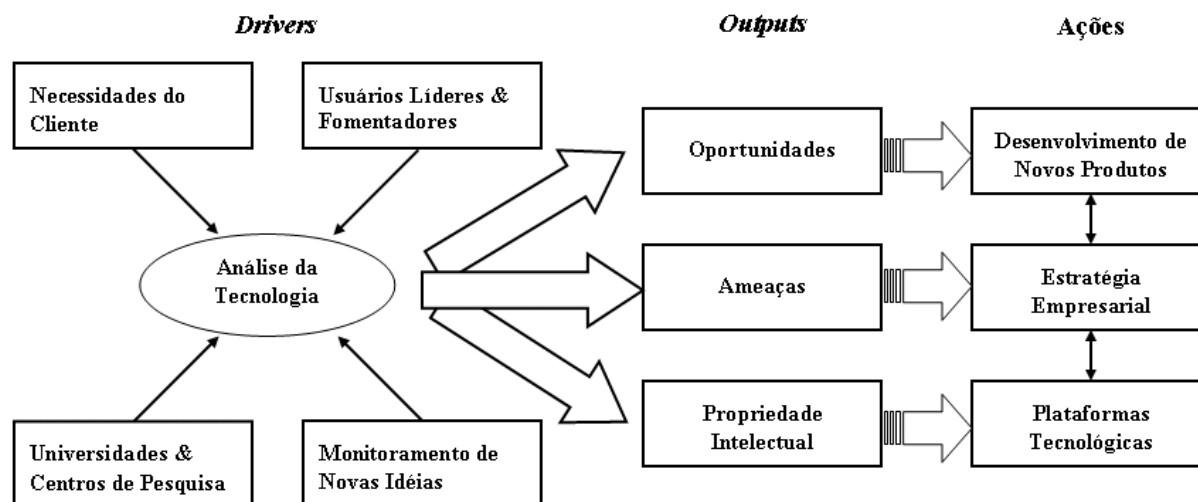 Drivers
Outputs
Ações
Necessidades do
Cliente
Usuários Líderes &
Fomentadores
Oportunidades
Desenvolvimento de
Novos Produtos
Análise da
Tecnologia
Ameaças
Estratégia
Empresarial
Universidades &
Centros de Pesquisa
Monitoramento de
Novas Idéias
Propriedade
Intelectual
Plataformas
Tecnológicas